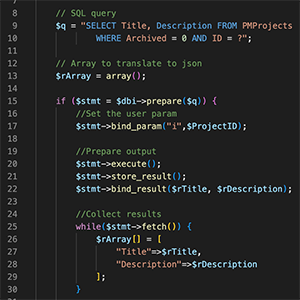 7
8 // SQL query
9 $q = "SELECT Title, Description FROM PMProjects
10 WHERE Archived = 0 AND ID = ?";
11
12 // Array to translate to json
13 $rArray = array();
14
15 if ($stmt = $dbi->prepare($q)) {
16 //Set the user param
17 $stmt->bind_param("i",$ProjectID);
18
19 //Prepare output
20 $stmt->execute();
21 $stmt->store_result();
22 $stmt->bind_result($rTitle, $rDescription);
23
24 //Collect results
25 while($stmt->fetch()) {
26 $rArray[] = [
27 "Title"=>$rTitle,
28 "Description"=>$rDescription
29 ];
30 }